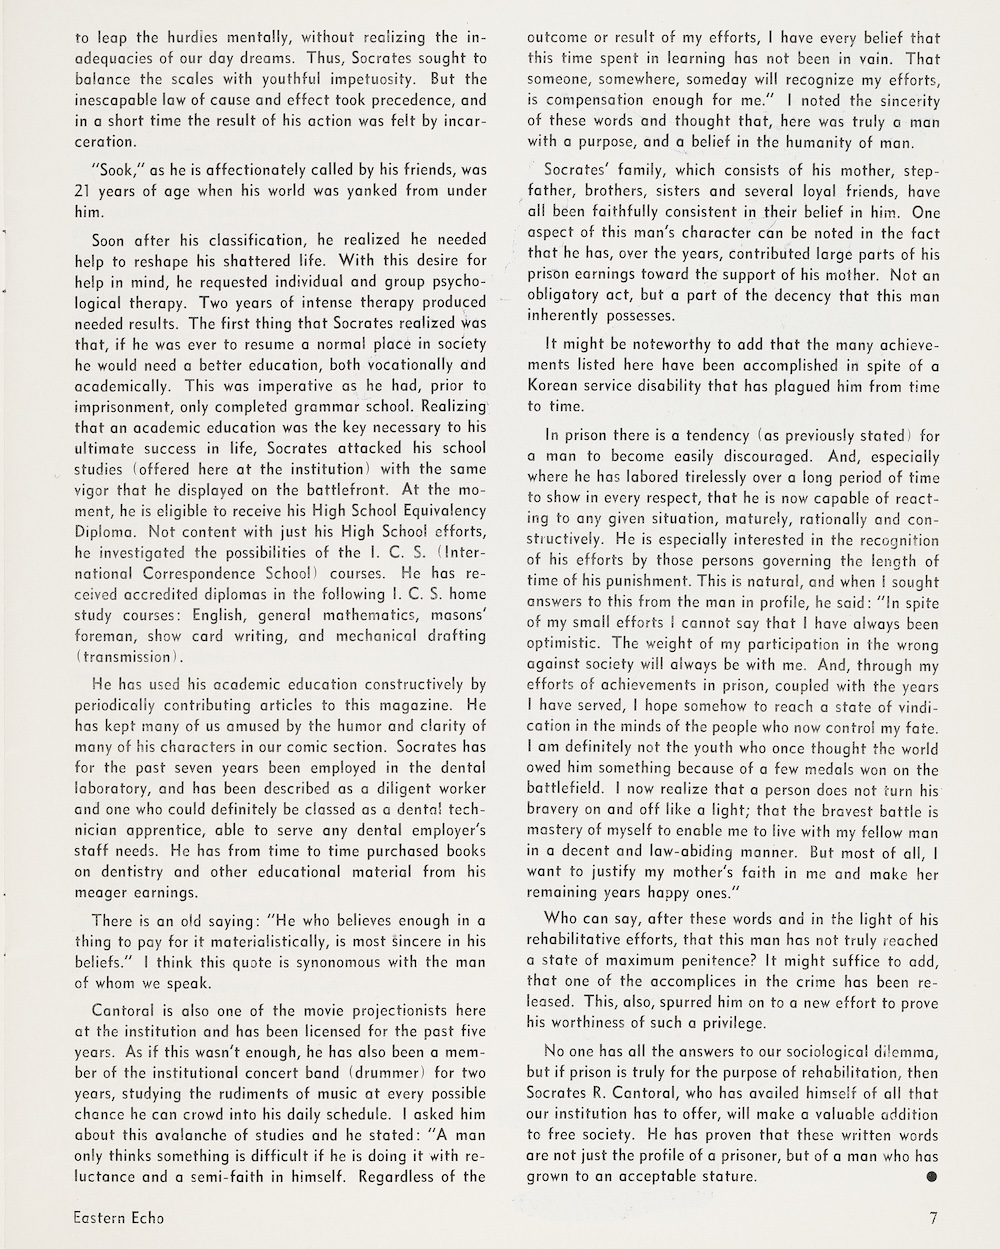 to leap the hurdies mentally, without realizing the in-
adequacies of our day dreams. Thus, Socrates sought to
balance the scales with youthful impetuosity. But the
inescapable law of cause and effect took precedence, and
in a short time the result of his action was felt by incar-
ceration.
"Sook," as he is affectionately called by his friends, was
21 years of age when his world was yanked from under
him.
Soon after his classification, he realized he needed
help to reshape his shattered life. With this desire for
help in mind, he requested individual and group psycho-
logical therapy. Two years of intense therapy produced
needed results. The first thing that Socrates realized was
that, if he was ever to resume a normal place in society
he would need a better education, both vocationally and
academically. This was imperative as he had, prior to
imprisonment, only completed grammar school. Realizing
that an academic education was the key necessary to his
ultimate success in life, Socrates attacked his school
studies (offered here at the institution) with the same
vigor that he displayed on the battlefront. At the mo-
ment, he is eligible to receive his High School Equivalency
Diploma. Not content with just his High School efforts,
he investigated the possibilities of the I. C. S. (Inter-
national Correspondence School) courses. He has re-
ceived accredited diplomas in the following I. C. S. home
study courses: English, general mathematics, masons'
foreman, show card writing, and mechanical drafting
(transmission).
He has used his academic education constructively by
periodically contributing articles to this magazine. He
has kept many of us amused by the humor and clarity of
many of his characters in our comic section. Socrates has
for the past seven years been employed in the dental
laboratory, and has been described as a diligent worker
and one who could definitely be classed as a dental tech-
nician apprentice, able to serve any dental employer's
staff needs. He has from time to time purchased books
on dentistry and other educational material from his
meager earnings.
There is an old saying: "He who believes enough in a
thing to pay for it materialistically, is most sincere in his
beliefs." I think this quote is synonomous with the man
of whom we speak.
Cantoral is also one of the movie projectionists here
at the institution and has been licensed for the past five
years. As if this wasn't enough, he has also been a mem-
ber of the institutional concert band (drummer) for two
years, studying the rudiments of music at every possible
chance he can crowd into his daily schedule. I asked him
about this avalanche of studies and he stated: "A man
only thinks something is difficult if he is doing it with re-
luctance and a semi-faith in himself. Regardless of the
outcome or result of my efforts, I have every belief that
this time spent in learning has not been in vain. That
someone, somewhere, someday will recognize my efforts,
is compensation enough for me." I noted the sincerity
of these words and thought that, here was truly a man
with a purpose, and a belief in the humanity of man.
Socrates' family, which consists of his mother, step-
father, brothers, sisters and several loyal friends, have
all been faithfully consistent in their belief in him. One
aspect of this man's character can be noted in the fact
that he has, over the years, contributed large parts of his
prison earnings toward the support of his mother. Not an
obligatory act, but a part of the decency that this man
inherently possesses.
It might be noteworthy to add that the many achieve-
ments listed here have been accomplished in spite of a
Korean service disability that has plagued him from time
to time.
In prison there is a tendency (as previously stated) for
a man to become easily discouraged. And, especially
where he has labored tirelessly over a long period of time
to show in every respect, that he is now capable of react-
ing to any given situation, maturely, rationally and con-
structively. He is especially interested in the recognition
of his efforts by those persons governing the length of
time of his punishment. This is natural, and when I sought
answers to this from the man in profile, he said: "In spite
of my small efforts I cannot say that I have always been
optimistic. The weight of my participation in the wrong
against society will always be with me. And, through my
efforts of achievements in prison, coupled with the years
I have served, I hope somehow to reach a state of vindi-
cation in the minds of the people who now control my fate.
I am definitely not the youth who once thought the world
owed him something because of a few medals won on the
battlefield. I now realize that a person does not turn his
bravery on and off like a light; that the bravest battle is
mastery of myself to enable me to live with my fellow man
in a decent and law-abiding manner. But most of all, I
want to justify my mother's faith in me and make her
remaining years happy ones."
Who can say, after these words and in the light of his
rehabilitative efforts, that this man has not truly reached
a state of maximum penitence? It might suffice to add,
that one of the accomplices in the crime has been re-
leased. This, also, spurred him on to a new effort to prove
his worthiness of such a privilege.
No one has all the answers to our sociological dilemma,
but if prison is truly for the purpose of rehabilitation, then
Socrates R. Cantoral, who has availed himself of all that
our institution has to offer, will make a valuable addition
to free society. He has proven that these written words
are not just the profile of a prisoner, but of a man who has
grown to an acceptable stature. ●
Eastern Echo
7